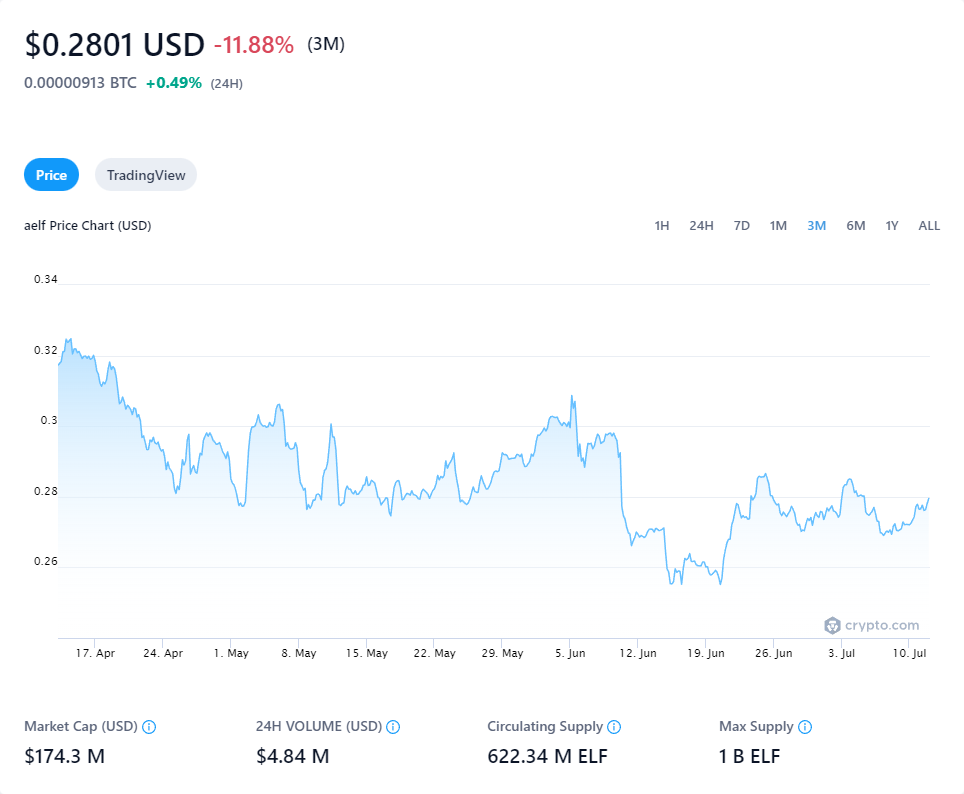 $0.2801 USD -11.88% (3M)
0.00000913 BTC +0.49% (24H)
Price TradingView
aelf Price Chart (USD)
1H 24H 7D 1M 3M 6M 1Y ALL
0.34
0.32
0.3
0.28
0.26
crypto.com
17. Apr 24. Apr 1. May 8. May 15. May 22. May 29. May 5. Jun 12. Jun 19. Jun 26. Jun 3. Jul 10. Jul
Market Cap (USD) 24H VOLUME (USD) Circulating Supply Max Supply
$174.3 M $4.84 M 622.34 M ELF 1 B ELF